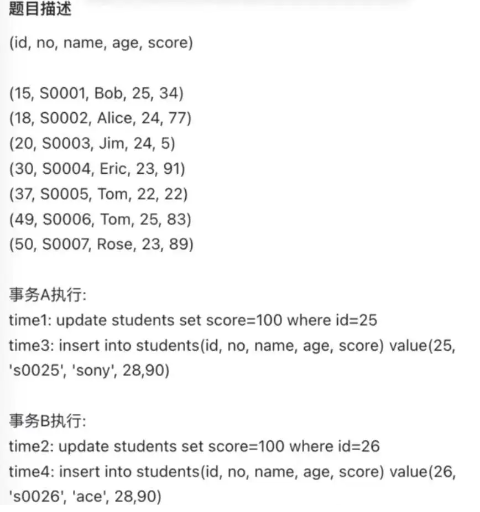 题目描述
(id, no, name, age, score)
(15, S0001, Bob, 25, 34)
(18, S0002, Alice, 24, 77)
(20, S0003, Jim, 24, 5)
(30, S0004, Eric, 23, 91)
(37, S0005, Tom, 22, 22)
(49, S0006, Tom, 25, 83)
(50, S0007, Rose, 23, 89)
事务A执行:
time1: update students set score=100 where id=25
time3: insert into students(id, no, name, age, score) value(25,
's0025', 'sony', 28,90)
事务B执行:
time2: update students set score=100 where id=26
time4: insert into students(id, no, name, age, score) value(26,
's0026', 'ace', 28,90)